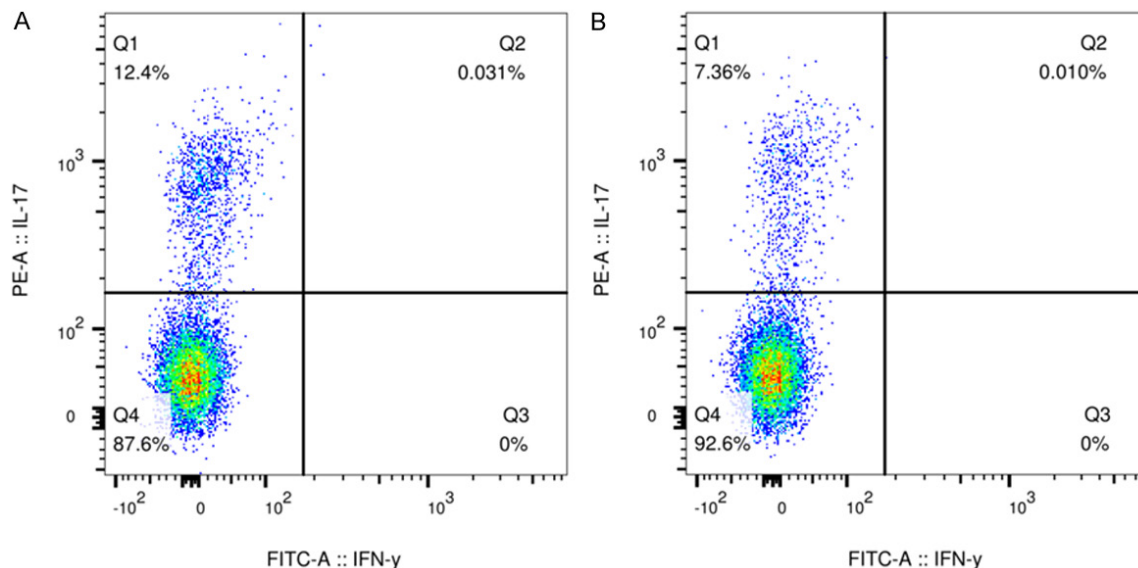 A
Q1
12.4%
Q2
0.031%
Q4
87.6%
Q3
0%
PE-A :: IL-17
10³
10²
0
-10² 0 10² 10³
FITC-A :: IFN-y
B
Q1
7.36%
Q2
0.010%
Q4
92.6%
Q3
0%
PE-A :: IL-17
10³
10²
0
-10² 0 10² 10³
FITC-A :: IFN-y